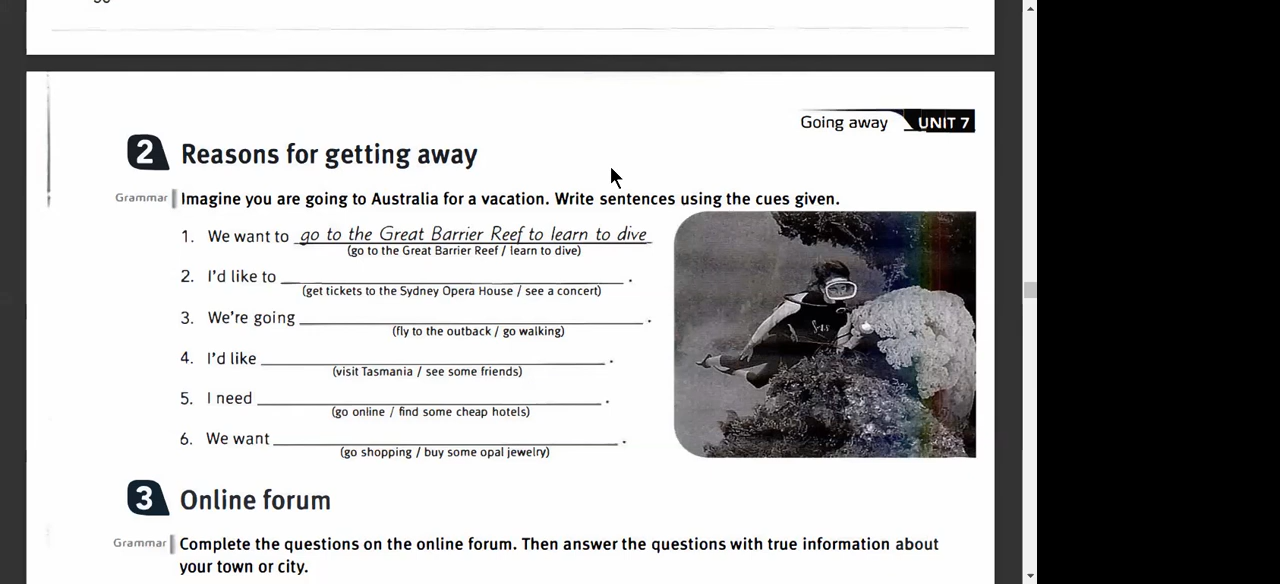 Going away UNIT 7
2 Reasons for getting away
Grammar Imagine you are going to Australia for a vacation. Write sentences using the cues given.
1. We want to go to the Great Barrier Reef to learn to dive
(go to the Great Barrier Reef / learn to dive)
2. I'd like to .
(get tickets to the Sydney Opera House / see a concert)
3. We're going .
(fly to the outback / go walking)
4. I'd like .
(visit Tasmania / see some friends)
5. I need .
(go online / find some cheap hotels)
6. We want .
(go shopping / buy some opal jewelry)
3 Online forum
Grammar Complete the questions on the online forum. Then answer the questions with true information about
your town or city.